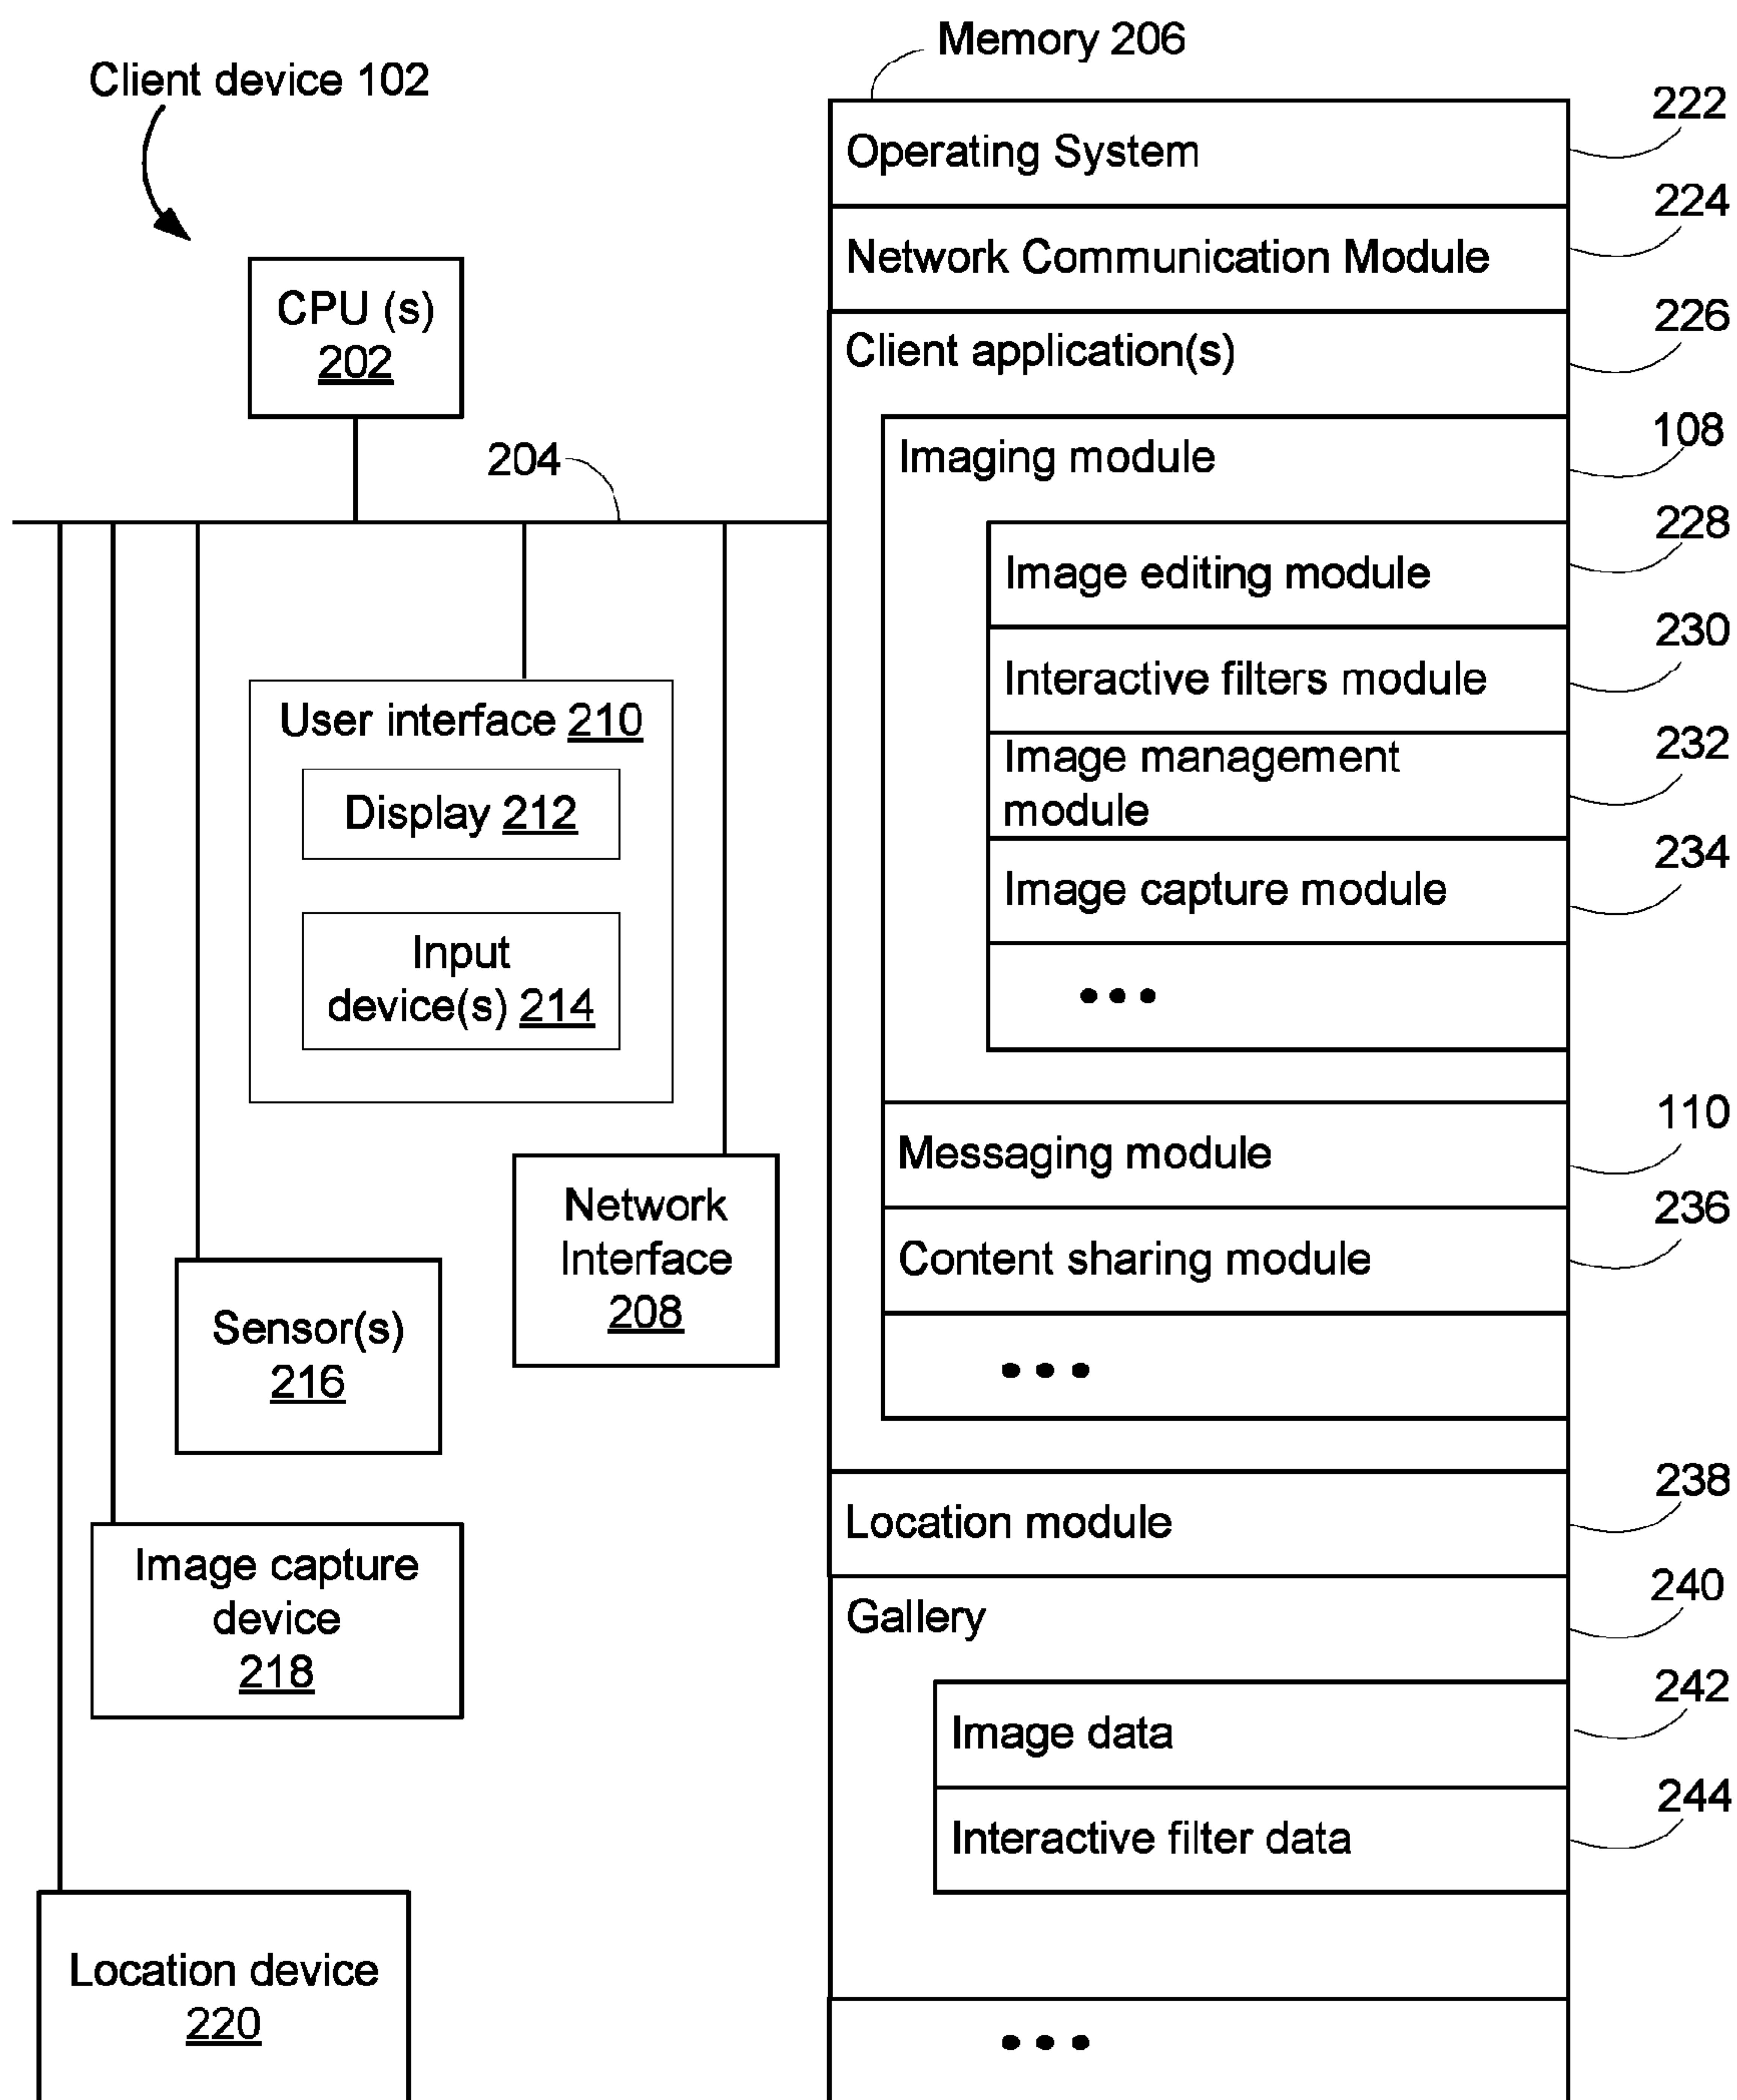 Memory 206
Client device 102
CPU (s)
202
204
User interface 210
Display 212
Input
device(s) 214
Network
Interface
208
Sensor(s)
216
Image capture
device
218
Location device
220
Operating System
222
Network Communication Module
224
Client application(s)
226
Imaging module
108
Image editing module
228
Interactive filters module
230
Image management
module
232
Image capture module
234
•••
Messaging module
110
Content sharing module
236
•••
Location module
238
Gallery
240
Image data
242
Interactive filter data
244
•••